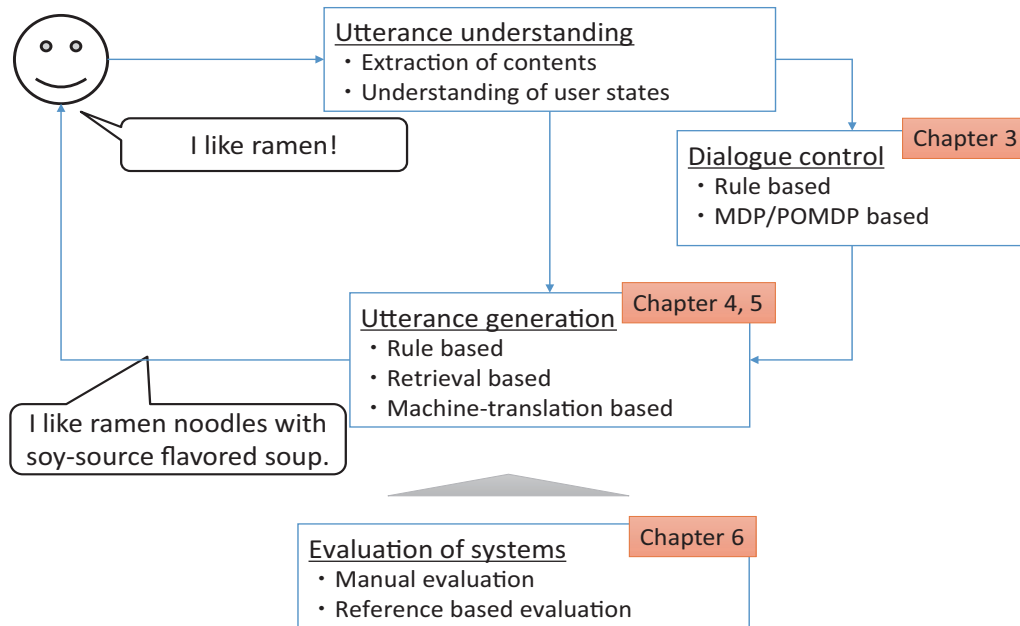 Utterance understanding
・Extraction of contents
・Understanding of user states
I like ramen!
Chapter 3
Dialogue control
・Rule based
・MDP/POMDP based
Chapter 4, 5
Utterance generation
・Rule based
・Retrieval based
・Machine-translation based
I like ramen noodles with
soy-source flavored soup.
Chapter 6
Evaluation of systems
・Manual evaluation
・Reference based evaluation